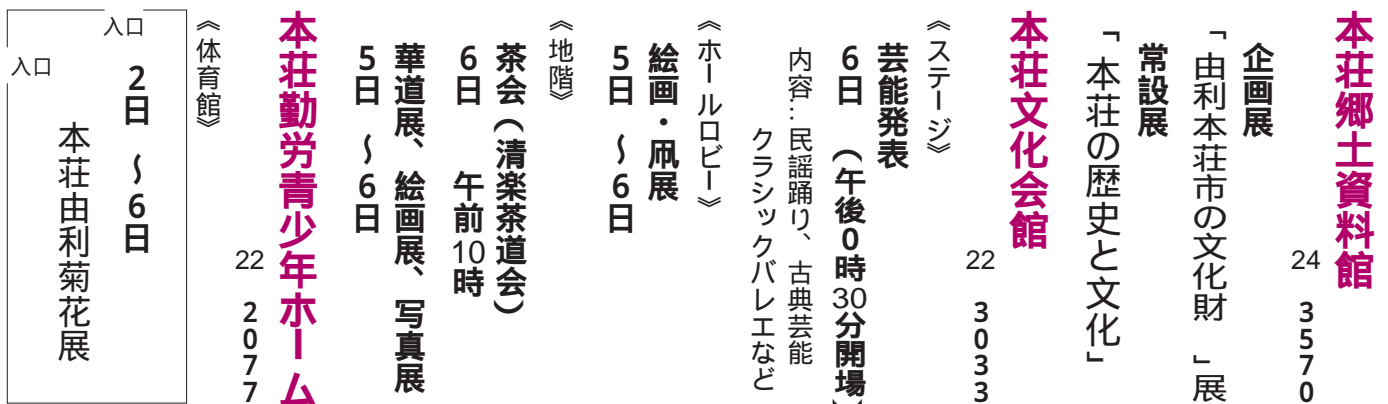 本荘郷土資料館
24 3570
企画展
「由利本荘市の文化財 」展
常設展
「本荘の歴史と文化」
本荘文化会館
22 3033
《ステージ》
芸能発表
6日 （午後0時30分開場）
内容…民謡踊り、古典芸能
クラシックバレエなど
《ホールロビー》
絵画・凧展
5日 〜6日
《地階》
茶会（清楽茶道会）
6日 午前10時
華道展、絵画展、写真展
5日 〜6日
本荘勤労青少年ホーム
22 2077
《体育館》
入口
2日 〜6日
本荘由利菊花展
入口